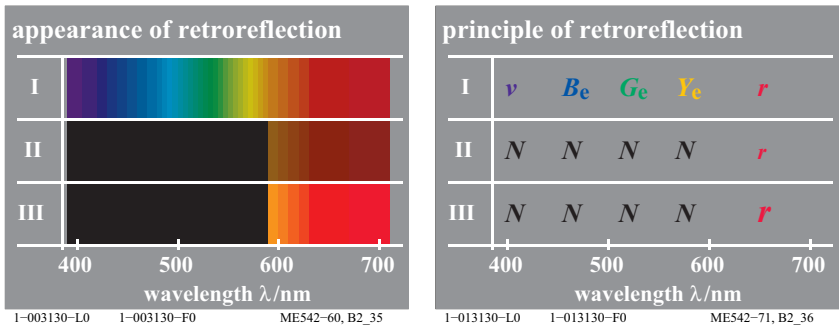 appearance of retroreflection
I
II
III
400 500 600 700
wavelength λ/nm
1−003130−L0 1−003130−F0 ME542−60, B2_35
principle of retroreflection
I v Be Ge Ye r
II N N N N r
III N N N N r
400 500 600 700
wavelength λ/nm
1−013130−L0 1−013130−F0 ME542−71, B2_36